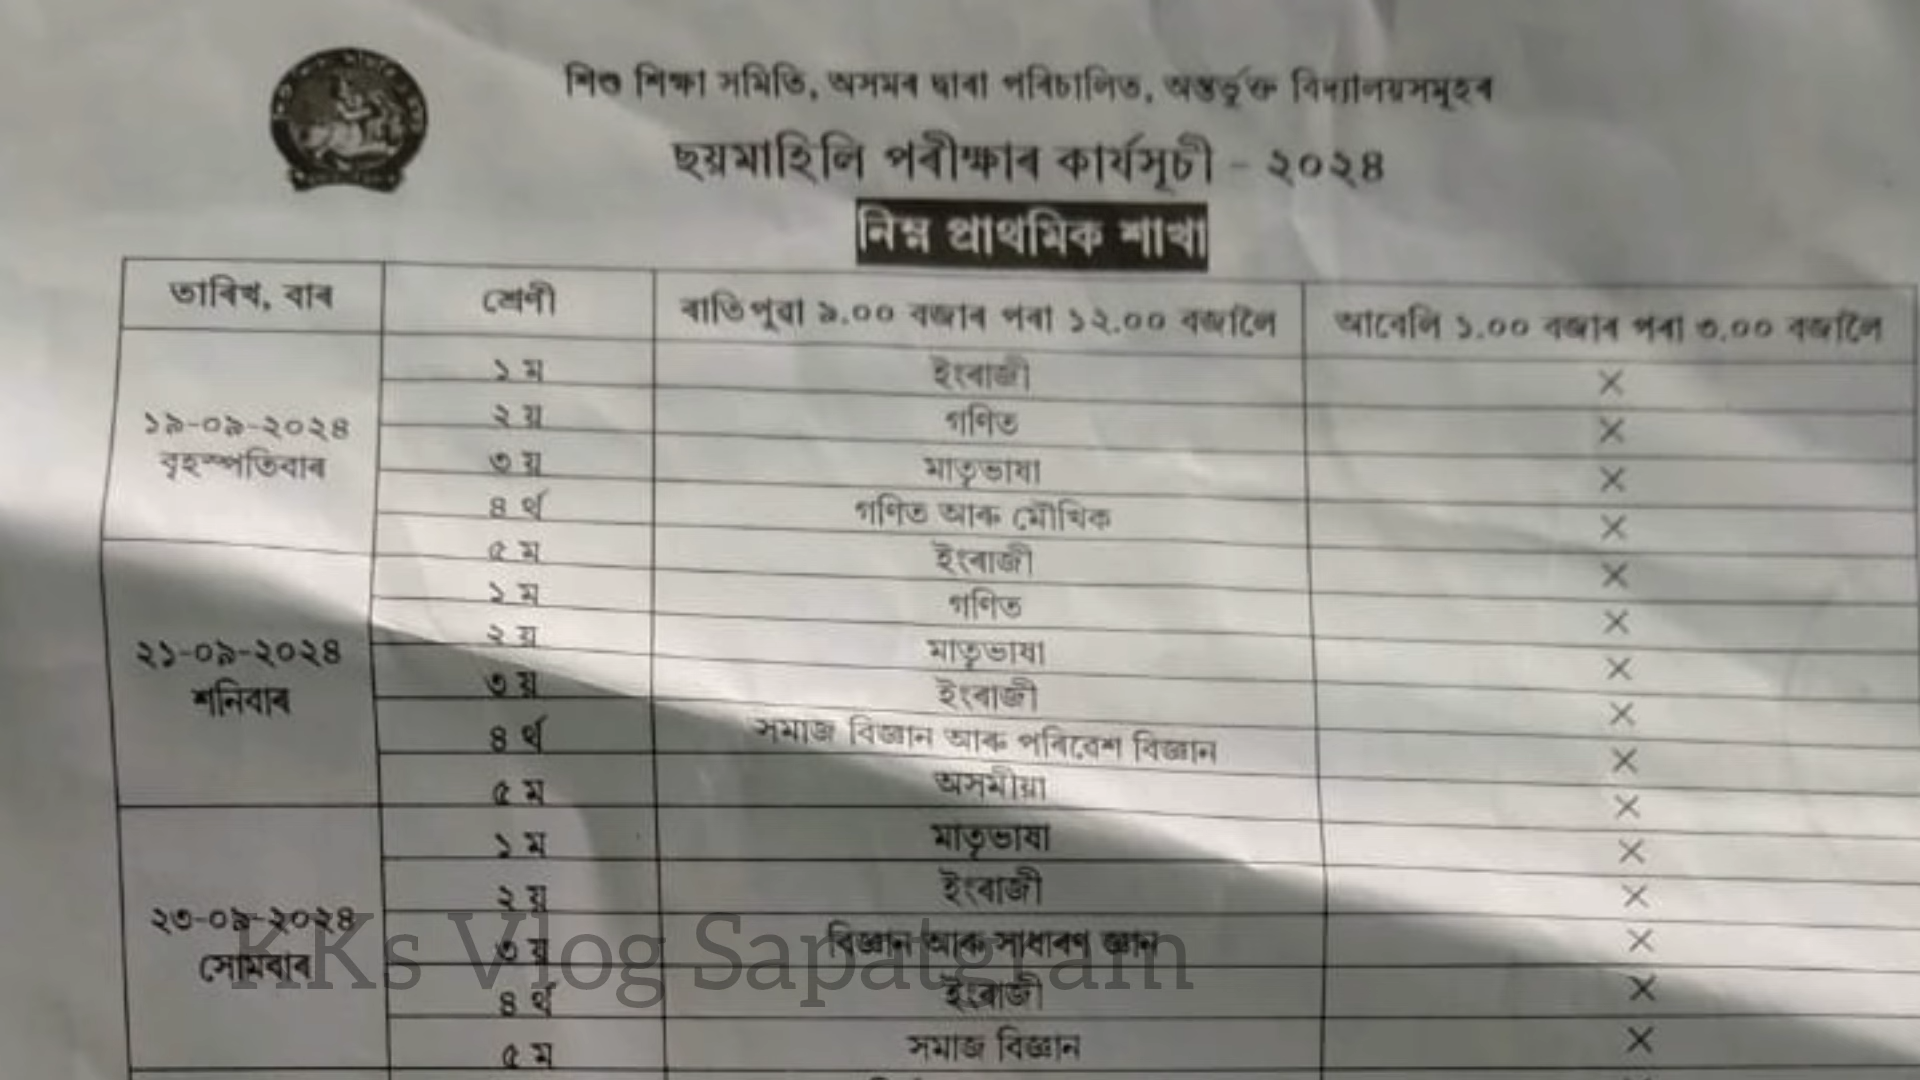 শিশু শিক্ষা সমিতি, অসমৰ দ্বাৰা পৰিচালিত, অন্তৰ্ভুক্ত বিদ্যালয়সমূহৰ
ছয়মাহিলি পৰীক্ষাৰ কাৰ্যসূচী - ২০২৪
নিম্ন প্ৰাথমিক শাখা
তাৰিখ, বাৰ শ্ৰেণী ৰাতিপুৱা ৯.০০ বজাৰ পৰা ১২.০০ বজালৈ আবেলি ১.০০ বজাৰ পৰা ৩.০০ বজালৈ
১৯-০৯-২০২৪
বৃহস্পতিবাৰ
১ ম ইংৰাজী ×
২ য় গণিত ×
৩ য় মাতৃভাষা ×
৪ ৰ্থ গণিত আৰু মৌখিক ×
৫ ম ইংৰাজী ×
২১-০৯-২০২৪
শনিবাৰ
১ ম গণিত ×
২ য় মাতৃভাষা ×
৩ য় ইংৰাজী ×
৪ ৰ্থ সমাজ বিজ্ঞান আৰু পৰিবেশ বিজ্ঞান ×
৫ ম অসমীয়া ×
২৩-০৯-২০২৪
সোমবাৰ
১ ম মাতৃভাষা ×
২ য় ইংৰাজী ×
৩ য় বিজ্ঞান আৰু সাধাৰণ জ্ঞান ×
৪ ৰ্থ ইংৰাজী ×
৫ ম সমাজ বিজ্ঞান ×
KKs Vlog Sapatgram